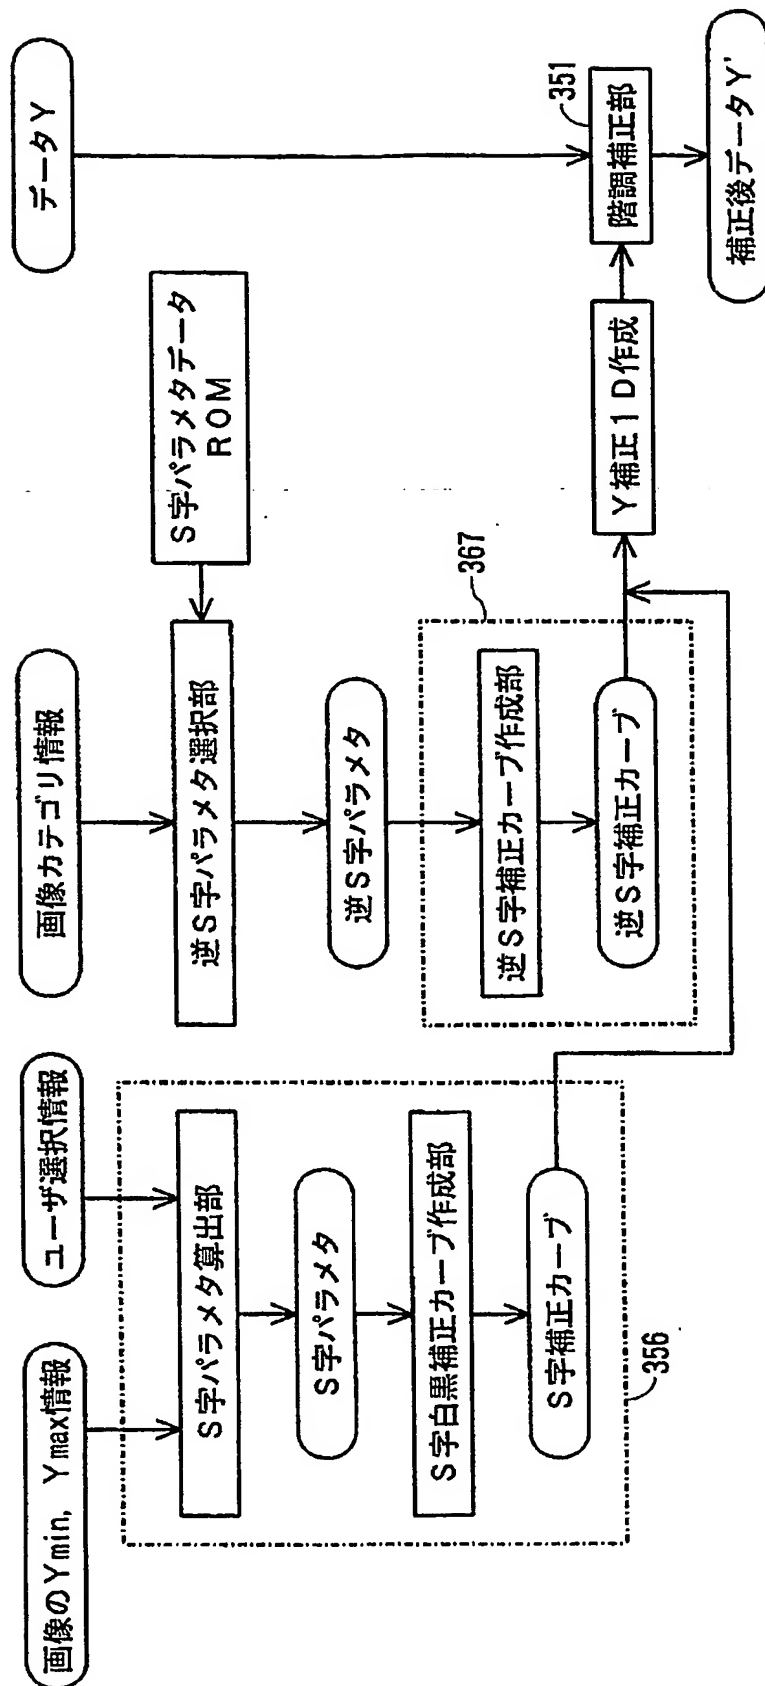 画像のYmin, Ymax情報
ユーザ選択情報
S字パラメタ算出部
S字パラメタ
S字白黒補正カーブ作成部
S字補正カーブ
356
画像カテゴリ情報
S字パラメタデータ
ROM
逆S字パラメタ選択部
逆S字パラメタ
逆S字補正カーブ作成部
逆S字補正カーブ
367
データY
Y補正1D作成
階調補正部
351
補正後データY'